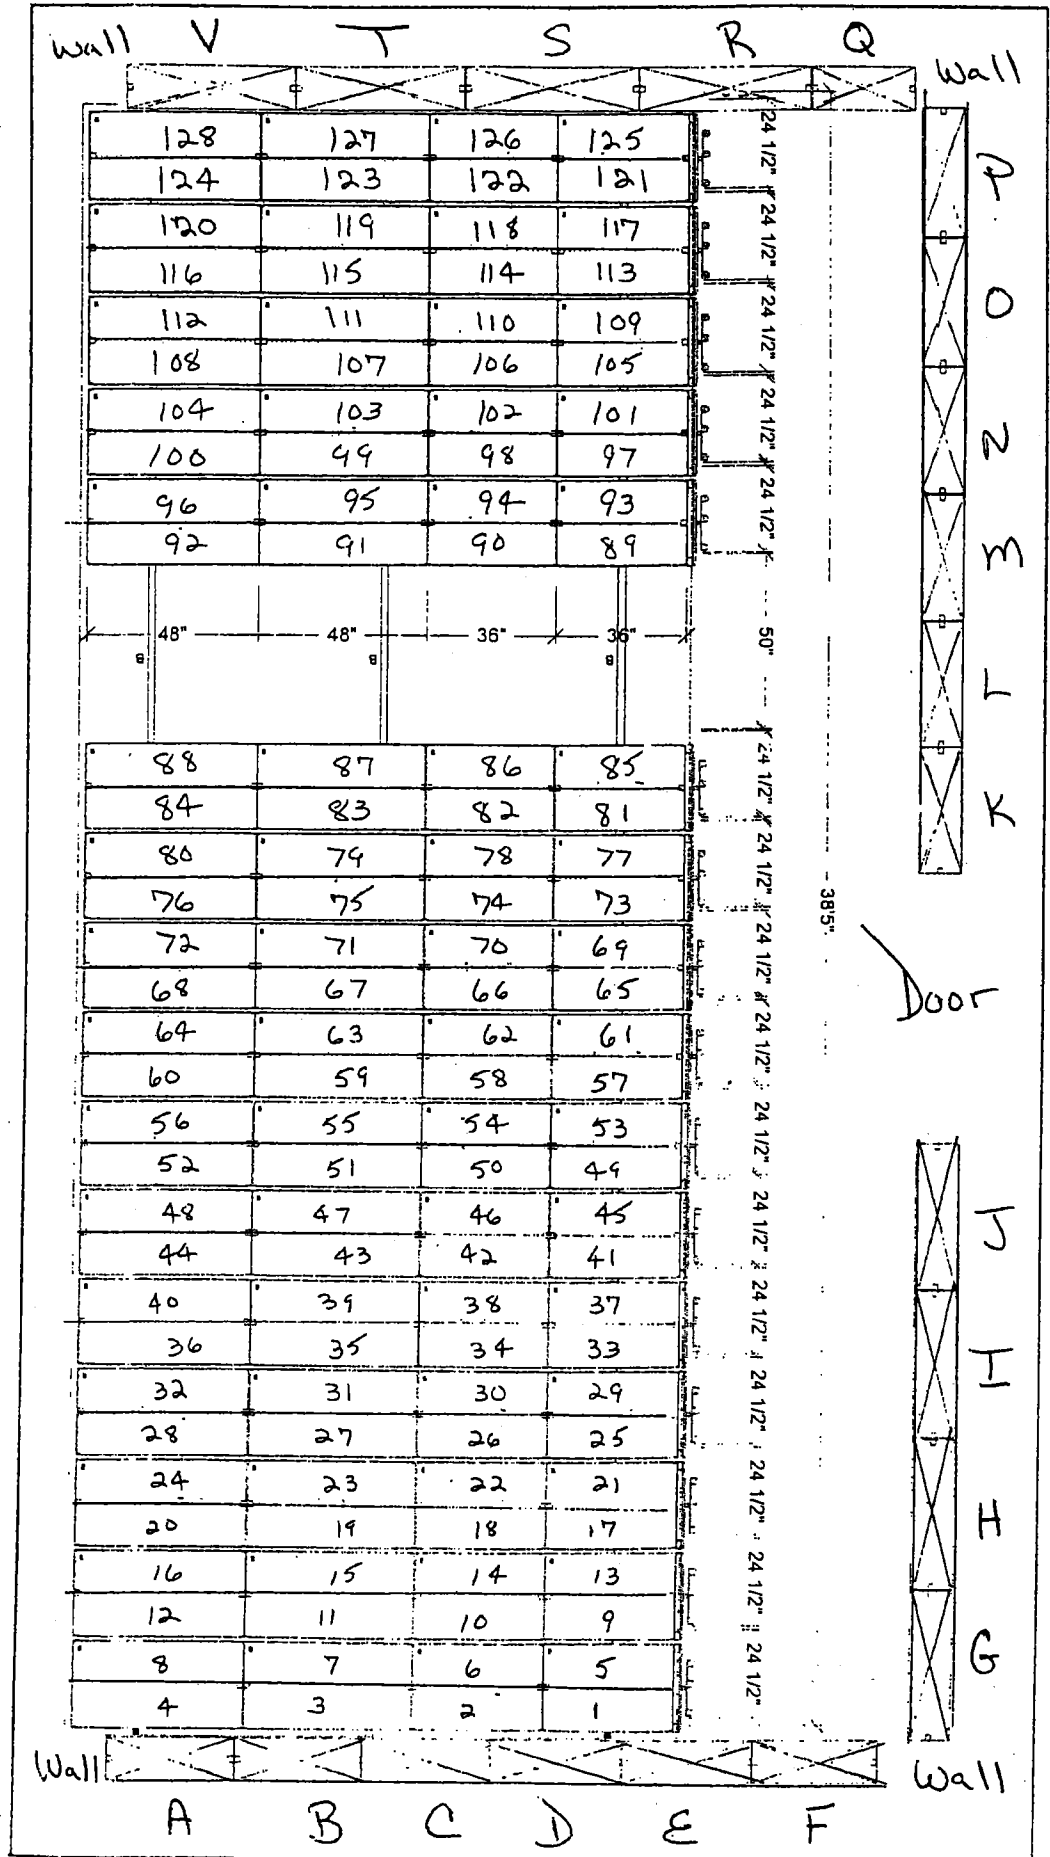 Wall V T S R Q Wall
128 127 126 125
124 123 122 121
120 119 118 117
116 115 114 113
112 111 110 109
108 107 106 105
104 103 102 101
100 99 98 97
96 95 94 93
92 91 90 89
24 1/2" 24 1/2" 24 1/2" 24 1/2" 24 1/2"
P
O
N
M
L
K
48" 48" 36" 36"
50"
B B B
88 87 86 85
84 83 82 81
80 79 78 77
76 75 74 73
72 71 70 69
68 67 66 65
64 63 62 61
60 59 58 57
56 55 54 53
52 51 50 49
48 47 46 45
44 43 42 41
40 39 38 37
36 35 34 33
32 31 30 29
28 27 26 25
24 23 22 21
20 19 18 17
16 15 14 13
12 11 10 9
8 7 6 5
4 3 2 1
24 1/2" 24 1/2" 24 1/2" 24 1/2" 24 1/2" 24 1/2" 24 1/2" 24 1/2" 24 1/2" 24 1/2" 24 1/2"
38'5"
Door
J
I
H
G
Wall Wall
A B C D E F